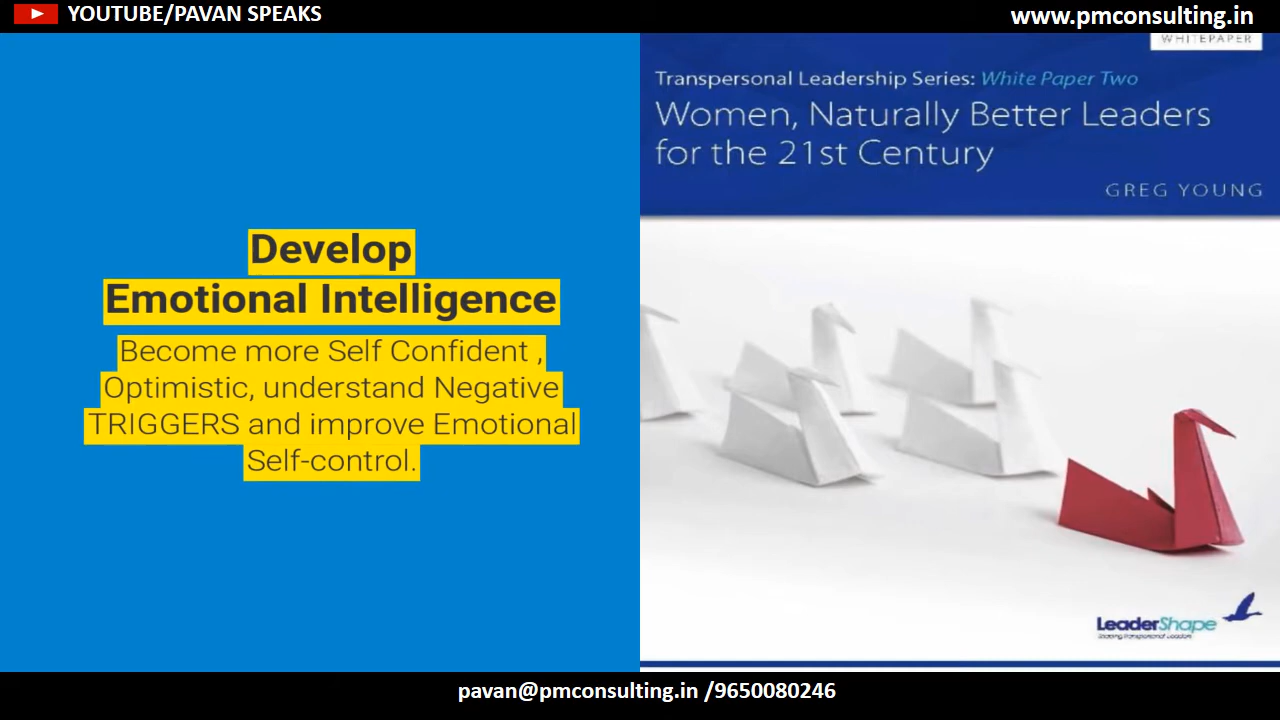 YOUTUBE/PAVAN SPEAKS
www.pmconsulting.in
Develop
Emotional Intelligence
Become more Self Confident ,
Optimistic, understand Negative
TRIGGERS and improve Emotional
Self-control.
WHITEPAPER
Transpersonal Leadership Series: White Paper Two
Women, Naturally Better Leaders
for the 21st Century
GREG YOUNG
LeaderShape
pavan@pmconsulting.in /9650080246